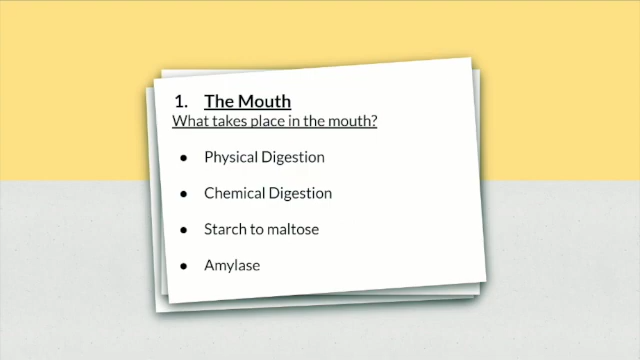 1. The Mouth
What takes place in the mouth?
● Physical Digestion
● Chemical Digestion
● Starch to maltose
● Amylase